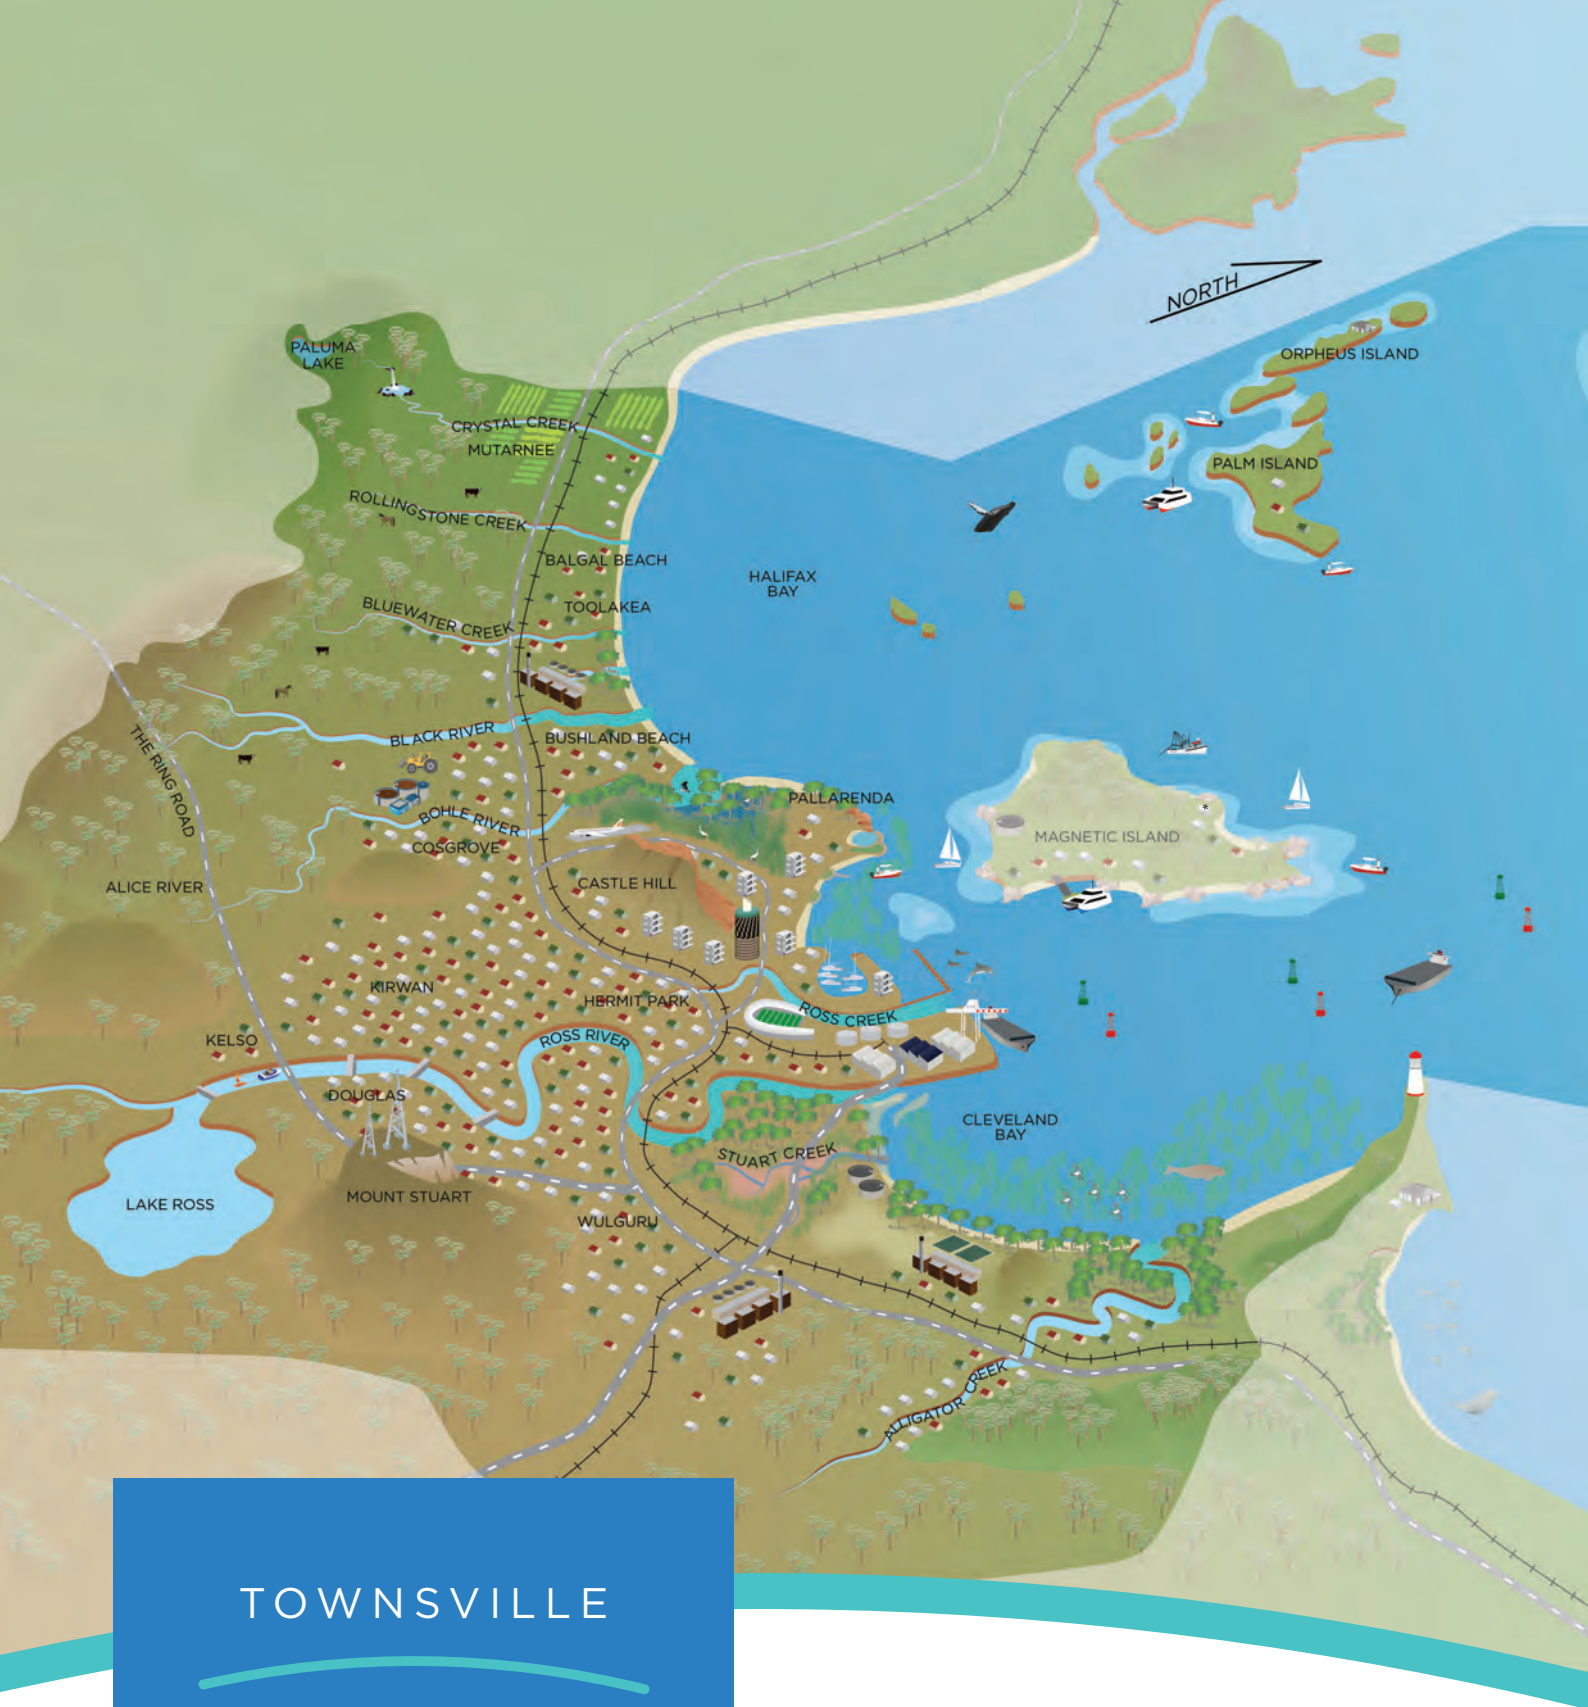 NORTH
PALUMA
LAKE
ORPHEUS ISLAND
CRYSTAL CREEK
MUTARNEE
PALM ISLAND
ROLLINGSTONE CREEK
BALGAL BEACH
HALIFAX
BAY
BLUEWATER CREEK
TOOLAKEA
THE RING ROAD
BLACK RIVER
BUSHLAND BEACH
PALLARENDA
BOHLE RIVER
COSGROVE
MAGNETIC ISLAND
*
ALICE RIVER
CASTLE HILL
KIRWAN
HERMIT PARK
ROSS CREEK
KELSO
ROSS RIVER
DOUGLAS
CLEVELAND
BAY
STUART CREEK
LAKE ROSS
MOUNT STUART
WULGURU
ALLIGATOR CREEK
TOWNSVILLE